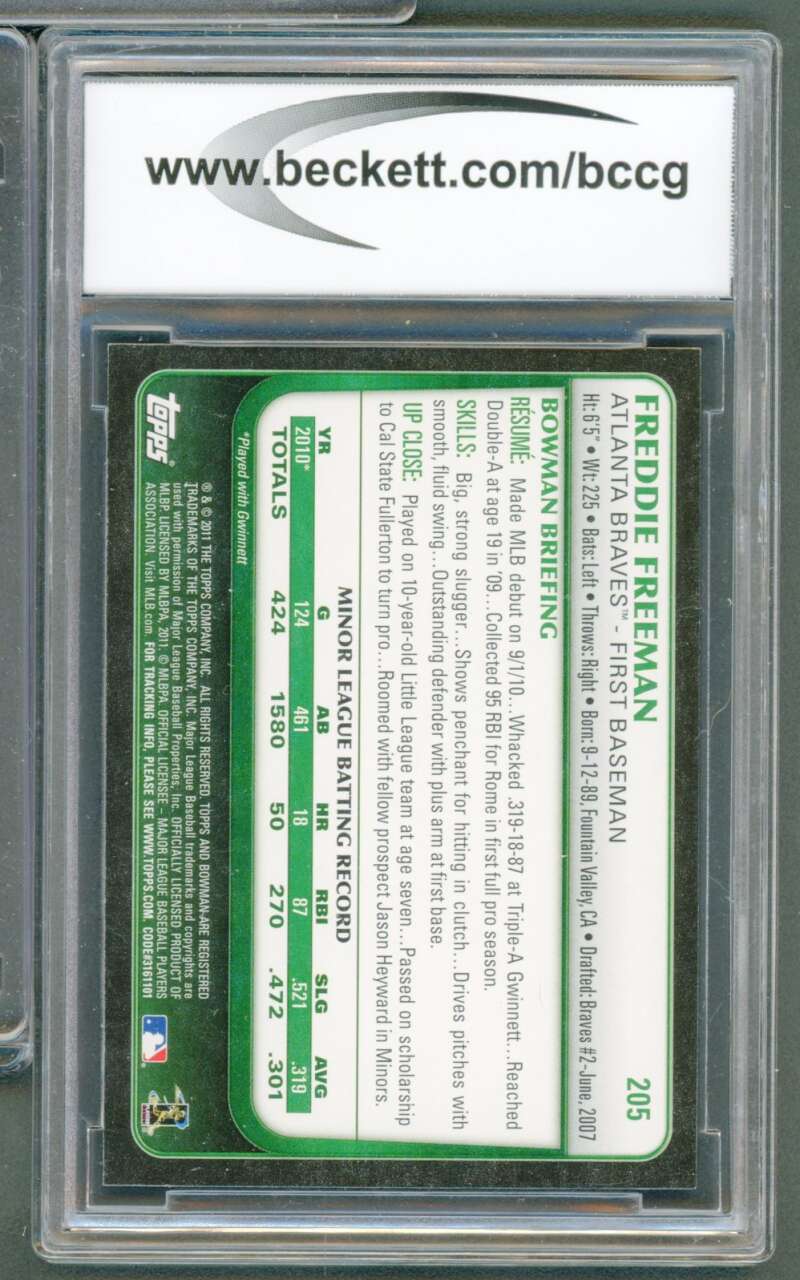 www.beckett.com/bccg
205
FREDDIE FREEMAN
ATLANTA BRAVES™ - FIRST BASEMAN
Ht: 6'5" • Wt: 225 • Bats: Left • Throws: Right • Born: 9-12-89, Fountain Valley, CA • Drafted: Braves #2-June, 2007
BOWMAN BRIEFING
RÉSUMÉ: Made MLB debut on 9/1/10...Whacked .319-18-87 at Triple-A Gwinnett...Reached
Double-A at age 19 in '09...Collected 95 RBI for Rome in first full pro season.
SKILLS: Big, strong slugger...Shows penchant for hitting in clutch...Drives pitches with
smooth, fluid swing...Outstanding defender with plus arm at first base.
UP CLOSE: Played on 10-year-old Little League team at age seven...Passed on scholarship
to Cal State Fullerton to turn pro...Roomed with fellow prospect Jason Heyward in Minors.
MINOR LEAGUE BATTING RECORD
YR G AB HR RBI SLG AVG
2010* 124 461 18 87 .521 .319
TOTALS 424 1580 50 270 .472 .301
*Played with Gwinnett
topps®
® & © 2011 THE TOPPS COMPANY, INC. ALL RIGHTS RESERVED. TOPPS AND BOWMAN ARE REGISTERED
TRADEMARKS OF THE TOPPS COMPANY, INC. Major League Baseball trademarks and copyrights are
used with permission of Major League Baseball Properties, Inc. OFFICIALLY LICENSED PRODUCT OF
MLBP. LICENSED BY MLBPA, 2011. © MLBPA. OFFICIAL LICENSEE – MAJOR LEAGUE BASEBALL PLAYERS
ASSOCIATION. Visit MLB.com. FOR TRACKING INFO, PLEASE SEE WWW.TOPPS.COM. CODE#3161101